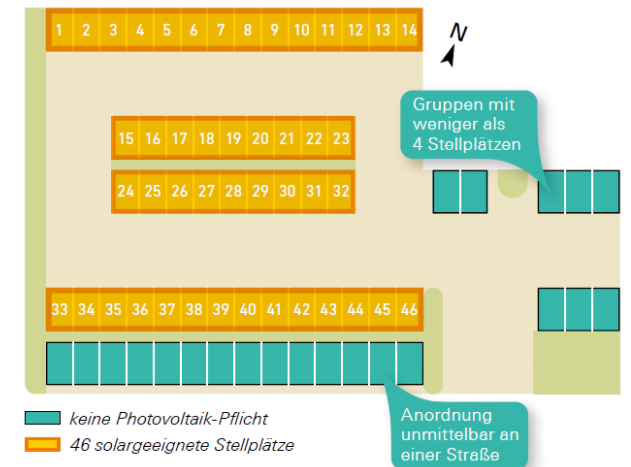 1 2 3 4 5 6 7 8 9 10 11 12 13 14
N
Gruppen mit
weniger als
4 Stellplätzen
15 16 17 18 19 20 21 22 23
24 25 26 27 28 29 30 31 32
33 34 35 36 37 38 39 40 41 42 43 44 45 46
keine Photovoltaik-Pflicht
46 solargeeignete Stellplätze
Anordnung
unmittelbar an
einer Straße